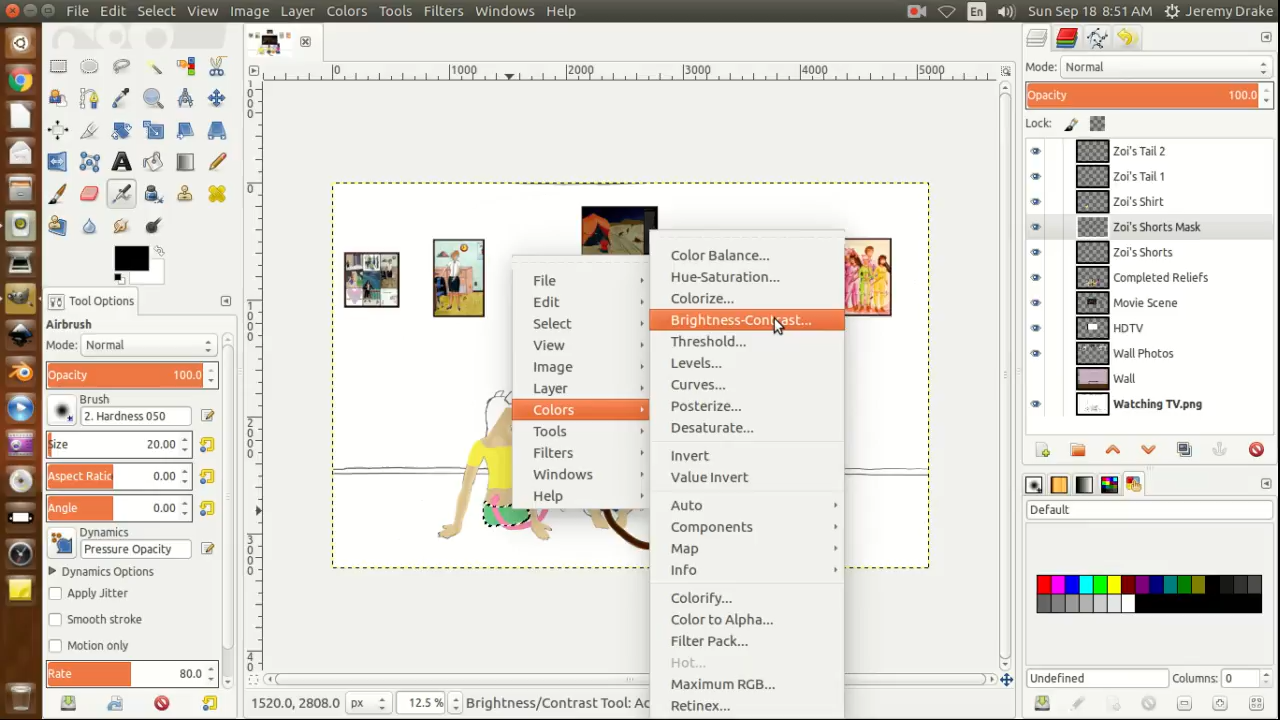 File Edit Select View Image Layer Colors Tools Filters Windows Help En Sun Sep 18 8:51 AM Jeremy Drake
0 1000 2000 3000 4000 5000
Tool Options
Airbrush
Mode: Normal
Opacity 100.0
Brush
2. Hardness 050
Size 20.00
Aspect Ratio 0.00
Angle 0.00
Dynamics
Pressure Opacity
Dynamics Options
Apply Jitter
Smooth stroke
Motion only
Rate 80.0
File
Edit
Select
View
Image
Layer
Colors
Tools
Filters
Windows
Help
Color Balance...
Hue-Saturation...
Colorize...
Brightness-Contrast...
Threshold...
Levels...
Curves...
Posterize...
Desaturate...
Invert
Value Invert
Auto
Components
Map
Info
Colorify...
Color to Alpha...
Filter Pack...
Hot...
Maximum RGB...
Retinex...
1520.0, 2808.0 px 12.5 % Brightness/Contrast Tool: Ac
Mode: Normal
Opacity 100.0
Lock:
Zoi's Tail 2
Zoi's Tail 1
Zoi's Shirt
Zoi's Shorts Mask
Zoi's Shorts
Completed Reliefs
Movie Scene
HDTV
Wall Photos
Wall
Watching TV.png
Default
Undefined Columns: 0